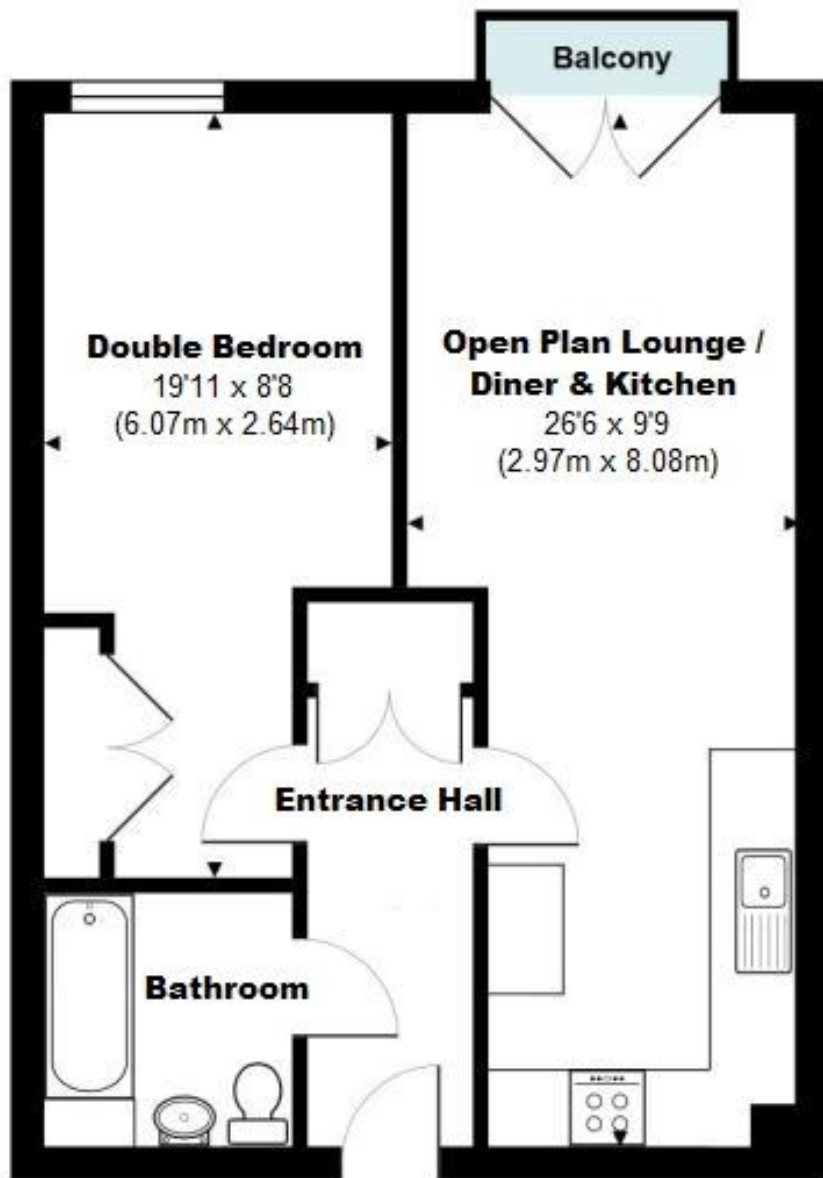 Balcony
Double Bedroom
19'11 x 8'8
(6.07m x 2.64m)
Open Plan Lounge /
Diner & Kitchen
26'6 x 9'9
(2.97m x 8.08m)
Entrance Hall
Bathroom